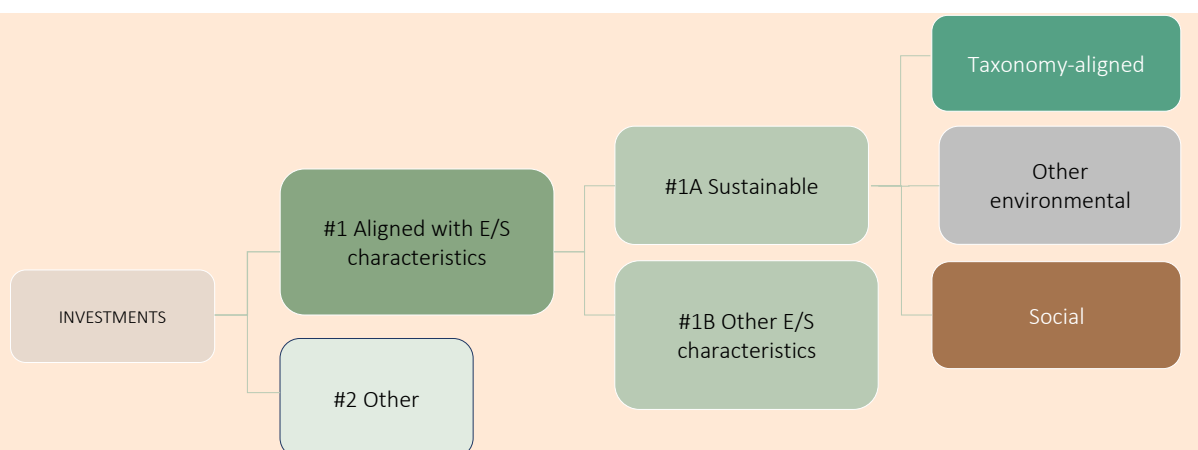 Taxonomy-aligned
Other
environmental
#1A Sustainable
#1 Aligned with E/S
characteristics
Social
#1B Other E/S
characteristics
INVESTMENTS
#2 Other